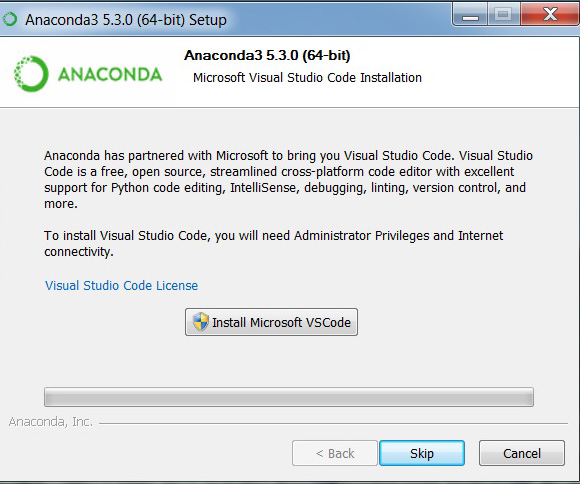 Anaconda3 5.3.0 (64-bit) Setup
ANACONDA
Anaconda3 5.3.0 (64-bit)
Microsoft Visual Studio Code Installation
Anaconda has partnered with Microsoft to bring you Visual Studio Code. Visual Studio
Code is a free, open source, streamlined cross-platform code editor with excellent
support for Python code editing, IntelliSense, debugging, linting, version control, and
more.
To install Visual Studio Code, you will need Administrator Privileges and Internet
connectivity.
Visual Studio Code License
Install Microsoft VSCode
Anaconda, Inc.
< Back
Skip
Cancel